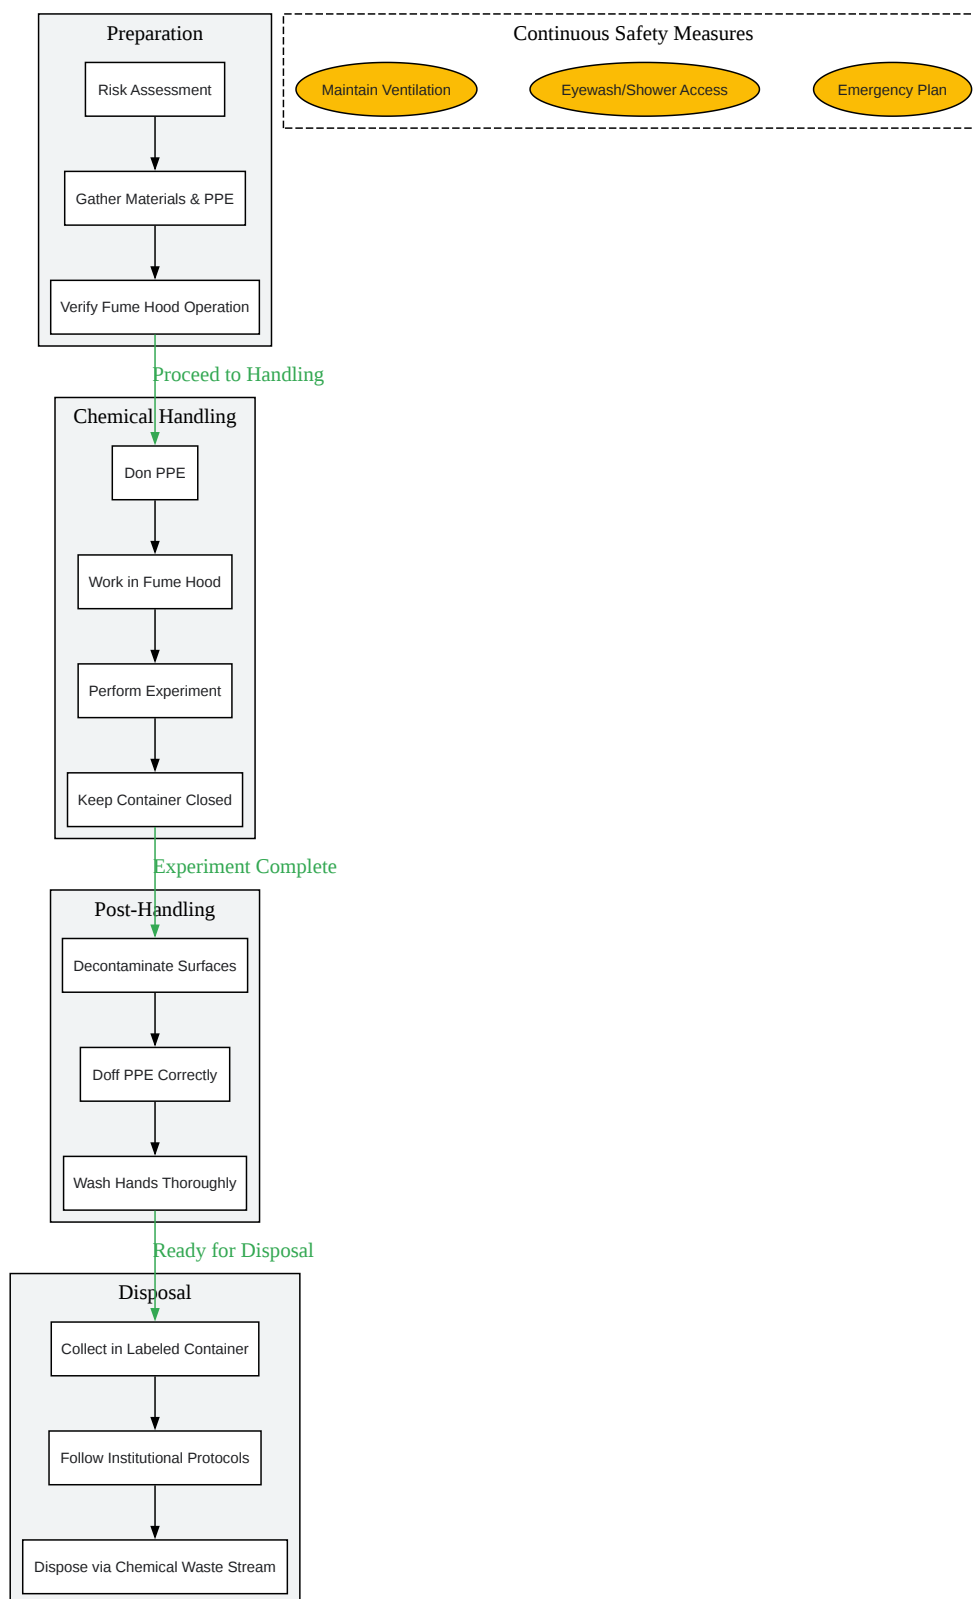 Preparation
Risk Assessment
Gather Materials & PPE
Verify Fume Hood Operation
Continuous Safety Measures
Maintain Ventilation
Eyewash/Shower Access
Emergency Plan
Proceed to Handling
Chemical Handling
Don PPE
Work in Fume Hood
Perform Experiment
Keep Container Closed
Experiment Complete
Post-Handling
Decontaminate Surfaces
Doff PPE Correctly
Wash Hands Thoroughly
Ready for Disposal
Disposal
Collect in Labeled Container
Follow Institutional Protocols
Dispose via Chemical Waste Stream